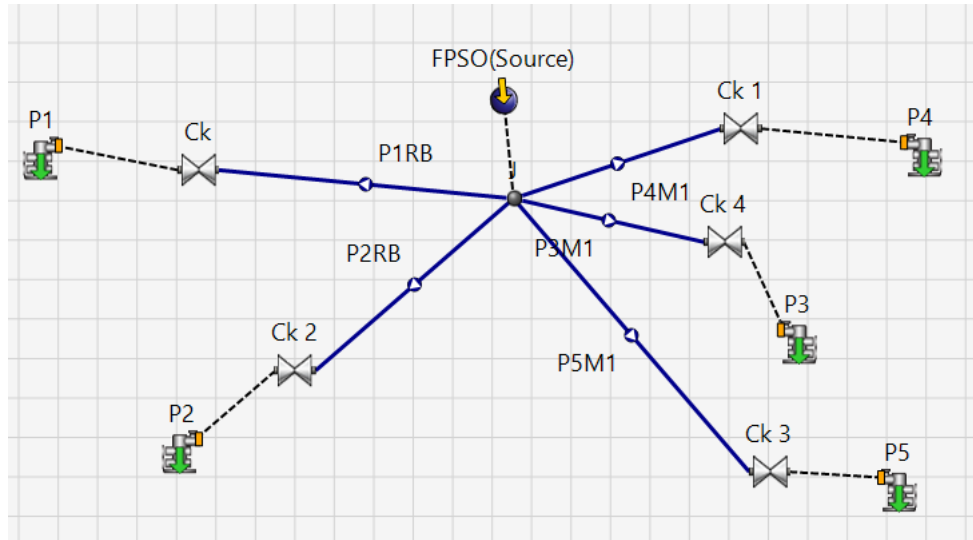 FPSO(Source)
Ck 1
P1
Ck
P4
P1RB
P4M1
Ck 4
P2RB
P3M1
P3
Ck 2
P5M1
P2
Ck 3
P5